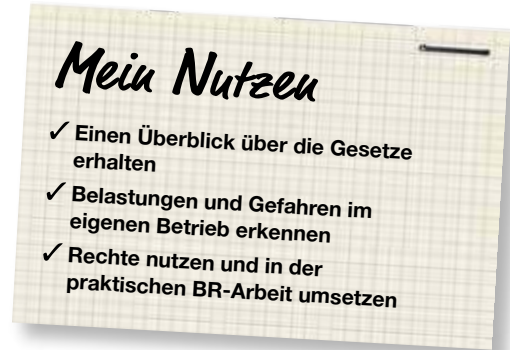 Mein Nutzen
✓ Einen Überblick über die Gesetze
erhalten
✓ Belastungen und Gefahren im
eigenen Betrieb erkennen
✓ Rechte nutzen und in der
praktischen BR-Arbeit umsetzen